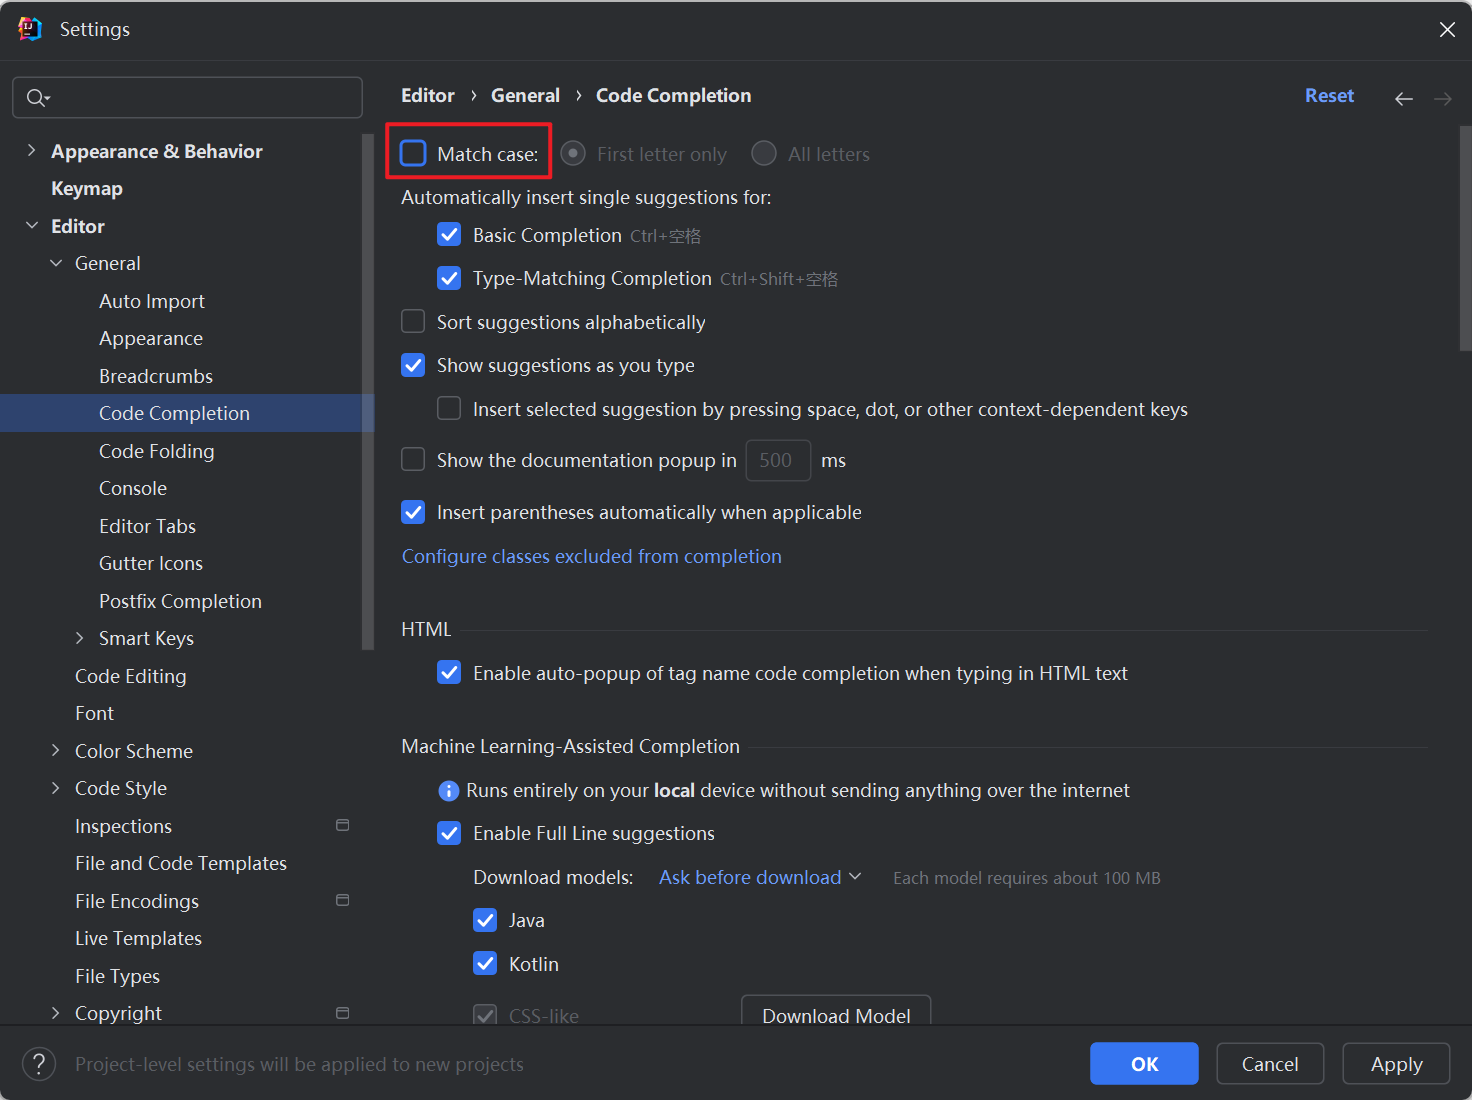 Settings
Editor › General › Code Completion
Reset
Appearance & Behavior
Keymap
Editor
General
Auto Import
Appearance
Breadcrumbs
Code Completion
Code Folding
Console
Editor Tabs
Gutter Icons
Postfix Completion
Smart Keys
Code Editing
Font
Color Scheme
Code Style
Inspections
File and Code Templates
File Encodings
Live Templates
File Types
Copyright
Match case: First letter only All letters
Automatically insert single suggestions for:
Basic Completion Ctrl+空格
Type-Matching Completion Ctrl+Shift+空格
Sort suggestions alphabetically
Show suggestions as you type
Insert selected suggestion by pressing space, dot, or other context-dependent keys
Show the documentation popup in 500 ms
Insert parentheses automatically when applicable
Configure classes excluded from completion
HTML
Enable auto-popup of tag name code completion when typing in HTML text
Machine Learning-Assisted Completion
Runs entirely on your local device without sending anything over the internet
Enable Full Line suggestions
Download models: Ask before download Each model requires about 100 MB
Java
Kotlin
CSS-like Download Model
? Project-level settings will be applied to new projects
OK Cancel Apply